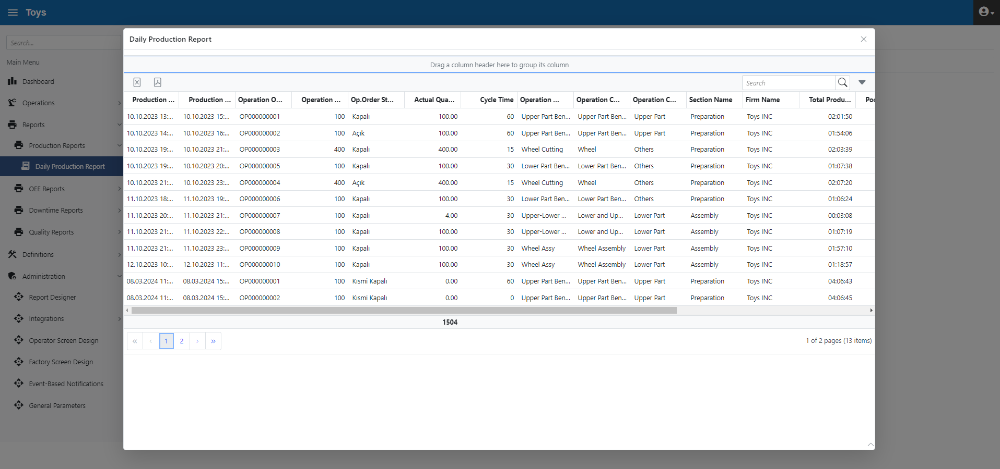 Toys
Search...
Main Menu
Dashboard
Operations
Reports
Production Reports
Daily Production Report
OEE Reports
Downtime Reports
Quality Reports
Definitions
Administration
Report Designer
Integrations
Operator Screen Design
Factory Screen Design
Event-Based Notifications
General Parameters
Daily Production Report
Drag a column header here to group its column
Search
Production ... Production ... Operation O... Operation ... Op.Order St... Actual Qua... Cycle Time Operation ... Operation C... Operation C... Section Name Firm Name Total Produ...
10.10.2023 13:... 10.10.2023 15:... OP000000001 100 Kapalı 100.00 60 Upper Part Ben... Upper Part Ben... Upper Part Preparation Toys INC 02:01:50
10.10.2023 14:... 10.10.2023 16:... OP000000002 100 Açık 100.00 60 Upper Part Ben... Upper Part Ben... Upper Part Preparation Toys INC 01:54:06
10.10.2023 19:... 10.10.2023 21:... OP000000003 400 Kapalı 400.00 15 Wheel Cutting Wheel Others Preparation Toys INC 02:03:39
10.10.2023 19:... 10.10.2023 20:... OP000000005 100 Kapalı 100.00 30 Lower Part Ben... Lower Part Ben... Others Preparation Toys INC 01:07:38
10.10.2023 21:... 10.10.2023 23:... OP000000004 400 Açık 400.00 15 Wheel Cutting Wheel Others Preparation Toys INC 02:07:20
11.10.2023 18:... 11.10.2023 19:... OP000000006 100 Kapalı 100.00 30 Lower Part Ben... Lower Part Ben... Others Preparation Toys INC 01:06:24
11.10.2023 20:... 11.10.2023 21:... OP000000007 100 Kapalı 4.00 30 Upper-Lower ... Lower and Up... Lower Part Assembly Toys INC 00:03:08
11.10.2023 21:... 11.10.2023 22:... OP000000008 100 Kapalı 100.00 30 Upper-Lower ... Lower and Up... Lower Part Assembly Toys INC 01:07:19
11.10.2023 21:... 11.10.2023 23:... OP000000009 100 Kapalı 100.00 30 Wheel Assy Wheel Assembly Lower Part Assembly Toys INC 01:57:10
12.10.2023 10:... 12.10.2023 11:... OP000000010 100 Kapalı 100.00 30 Wheel Assy Wheel Assembly Lower Part Assembly Toys INC 01:18:57
08.03.2024 11:... 08.03.2024 15:... OP000000001 100 Kısmi Kapalı 0.00 60 Upper Part Ben... Upper Part Ben... Upper Part Preparation Toys INC 04:06:43
08.03.2024 11:... 08.03.2024 15:... OP000000002 100 Kısmi Kapalı 0.00 0 Upper Part Ben... Upper Part Ben... Upper Part Preparation Toys INC 04:06:45
1504
« ‹ 1 2 › »
1 of 2 pages (13 items)